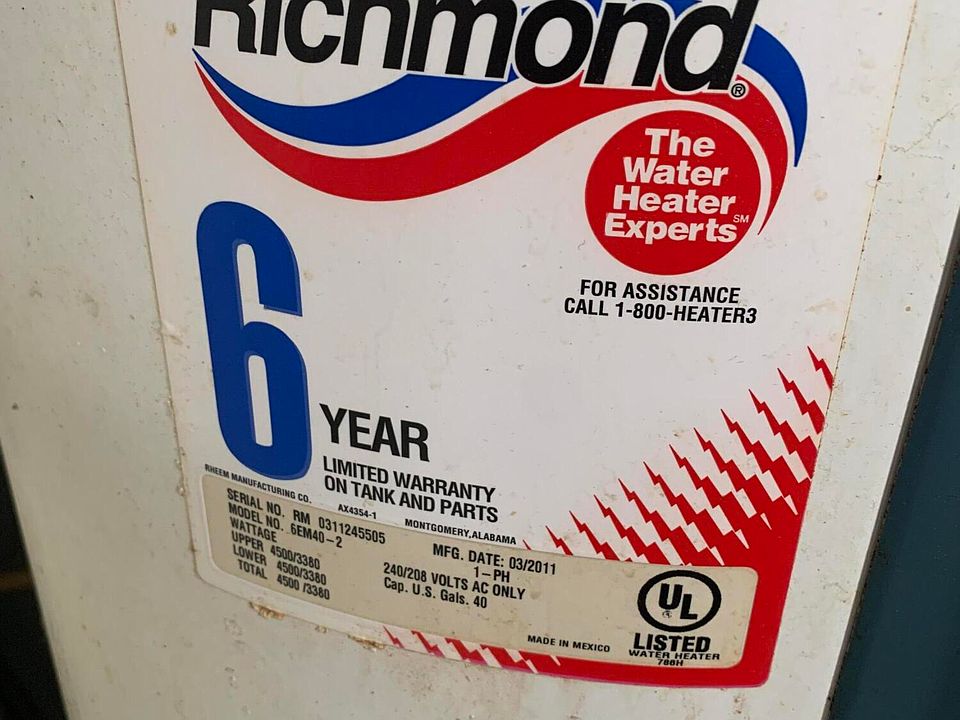 Richmond®
The
Water
Heater
Experts SM
FOR ASSISTANCE
CALL 1-800-HEATER3
6 YEAR
LIMITED WARRANTY
ON TANK AND PARTS
RHEEM MANUFACTURING CO. AX4354-1 MONTGOMERY,ALABAMA
SERIAL NO. RM 0311245505 MFG. DATE: 03/2011
MODEL NO. 6EM40-2 1-PH
WATTAGE 240/208 VOLTS AC ONLY
UPPER 4500/3380 Cap. U.S. Gals. 40
LOWER 4500/3380
TOTAL 4500/3380
MADE IN MEXICO
UL
LISTED
WATER HEATER
786H